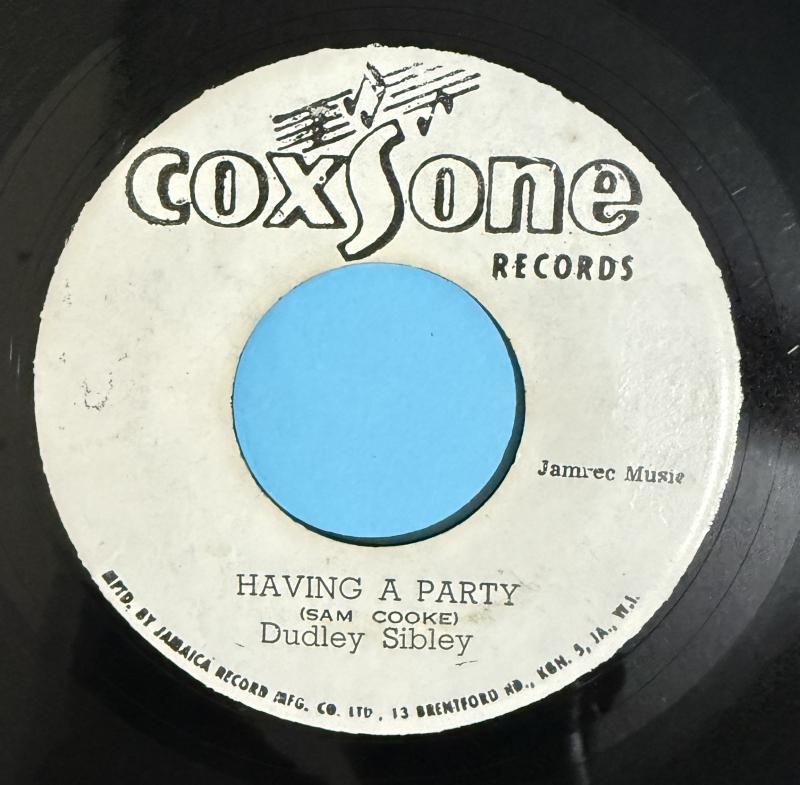 coxSone
RECORDS
Jamrec Music
HAVING A PARTY
(SAM COOKE)
Dudley Sibley
MFTD. BY JAMAICA RECORD MFG. CO. LTD, 13 BRENTFORD RD., KGN. 5, JA., W.I.